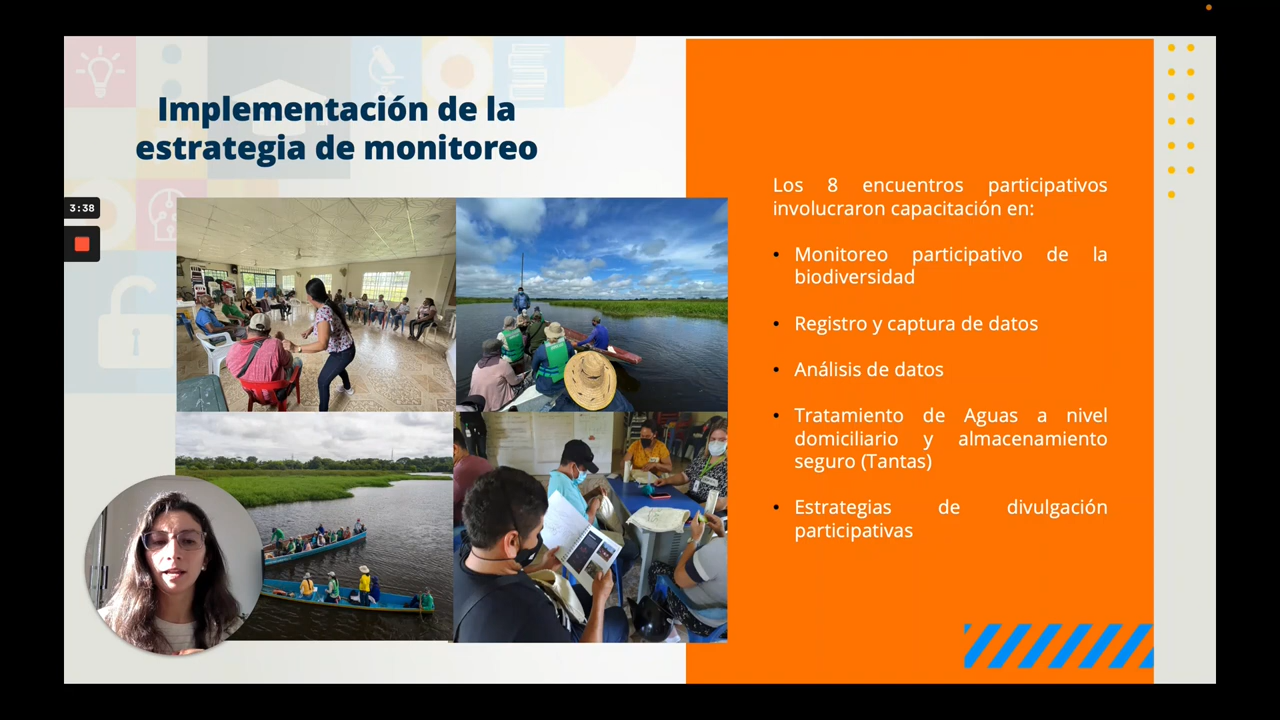 Implementación de la
estrategia de monitoreo
3:38
Los 8 encuentros participativos
involucraron capacitación en:
• Monitoreo participativo de la
biodiversidad
• Registro y captura de datos
• Análisis de datos
• Tratamiento de Aguas a nivel
domiciliario y almacenamiento
seguro (Tantas)
• Estrategias de divulgación
participativas